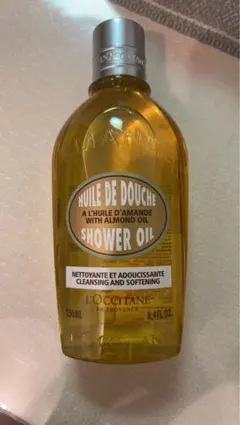 L'OCCITANE
HUILE DE DOUCHE
A L'HUILE D'AMANDE
WITH ALMOND OIL
SHOWER OIL
NETTOYANTE ET ADOUCISSANTE
CLEANSING AND SOFTENING
L'OCCITANE
EN PROVENCE
250ML 8.4FL.OZ.